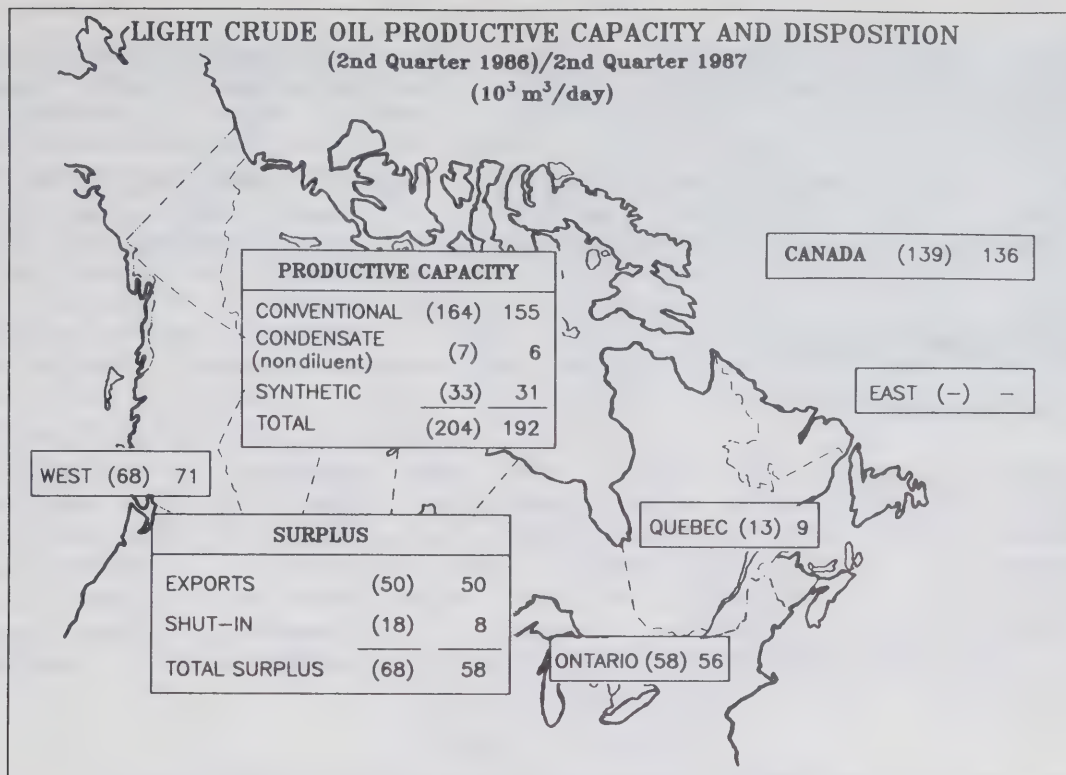 LIGHT CRUDE OIL PRODUCTIVE CAPACITY AND DISPOSITION
(2nd Quarter 1986)/2nd Quarter 1987
(10³ m³/day)
CANADA (139) 136
PRODUCTIVE CAPACITY
CONVENTIONAL (164) 155
CONDENSATE
(nondiluent) (7) 6
SYNTHETIC (33) 31
TOTAL (204) 192
EAST (–) –
WEST (68) 71
QUEBEC (13) 9
SURPLUS
EXPORTS (50) 50
SHUT–IN (18) 8
TOTAL SURPLUS (68) 58
ONTARIO (58) 56